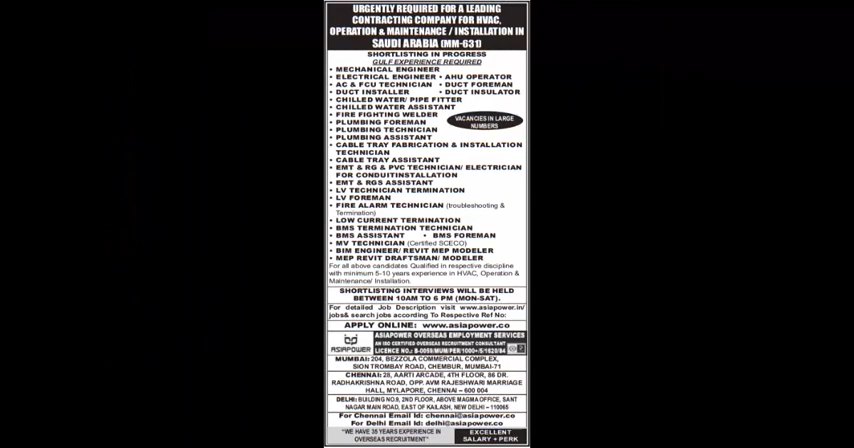 URGENTLY REQUIRED FOR A LEADING
CONTRACTING COMPANY FOR HVAC,
OPERATION & MAINTENANCE / INSTALLATION IN
SAUDI ARABIA (MM-631)
SHORTLISTING IN PROGRESS
GULF EXPERIENCE REQUIRED
• MECHANICAL ENGINEER
• ELECTRICAL ENGINEER • AHU OPERATOR
• AC & FCU TECHNICIAN • DUCT FOREMAN
• DUCT INSTALLER • DUCT INSULATOR
• CHILLED WATER/ PIPE FITTER
• CHILLED WATER ASSISTANT
• FIRE FIGHTING WELDER
• PLUMBING FOREMAN
• PLUMBING TECHNICIAN
• PLUMBING ASSISTANT
VACANCIES IN LARGE
NUMBERS
• CABLE TRAY FABRICATION & INSTALLATION
TECHNICIAN
• CABLE TRAY ASSISTANT
• EMT & RG & PVC TECHNICIAN/ ELECTRICIAN
FOR CONDUITINSTALLATION
• EMT & RGS ASSISTANT
• LV TECHNICIAN TERMINATION
• LV FOREMAN
• FIRE ALARM TECHNICIAN (troubleshooting &
Termination)
• LOW CURRENT TERMINATION
• BMS TERMINATION TECHNICIAN
• BMS ASSISTANT • BMS FOREMAN
• MV TECHNICIAN (Certified SCECO)
• BIM ENGINEER/ REVIT MEP MODELER
• MEP REVIT DRAFTSMAN/ MODELER
For all above candidates Qualified in respective discipline
with minimum 5-10 years experience in HVAC, Operation &
Maintenance/ Installation.
SHORTLISTING INTERVIEWS WILL BE HELD
BETWEEN 10AM TO 6 PM (MON-SAT).
For detailed Job Description visit www.asiapower.in/
jobs& search jobs according To Respective Ref No:
APPLY ONLINE: www.asiapower.co
ASIAPOWER
ASIAPOWER OVERSEAS EMPLOYMENT SERVICES
AN ISO CERTIFIED OVERSEAS RECRUITMENT CONSULTANT
LICENCE NO.: B-0059/MUM/PER/1000+/5/1620/84
MUMBAI: 204, BEZZOLA COMMERCIAL COMPLEX,
SION TROMBAY ROAD, CHEMBUR, MUMBAI-71
CHENNAI: 28, AARTI ARCADE, 4TH FLOOR, 86 DR.
RADHAKRISHNA ROAD, OPP. AVM RAJESHWARI MARRIAGE
HALL, MYLAPORE, CHENNAI – 600 004
DELHI: BUILDING NO.9, 2ND FLOOR, ABOVE MAGMA OFFICE, SANT
NAGAR MAIN ROAD, EAST OF KAILASH, NEW DELHI – 110065
For Chennai Email Id: chennai@asiapower.co
For Delhi Email Id: delhi@asiapower.co
"WE HAVE 35 YEARS EXPERIENCE IN
OVERSEAS RECRUITMENT"
EXCELLENT
SALARY + PERK